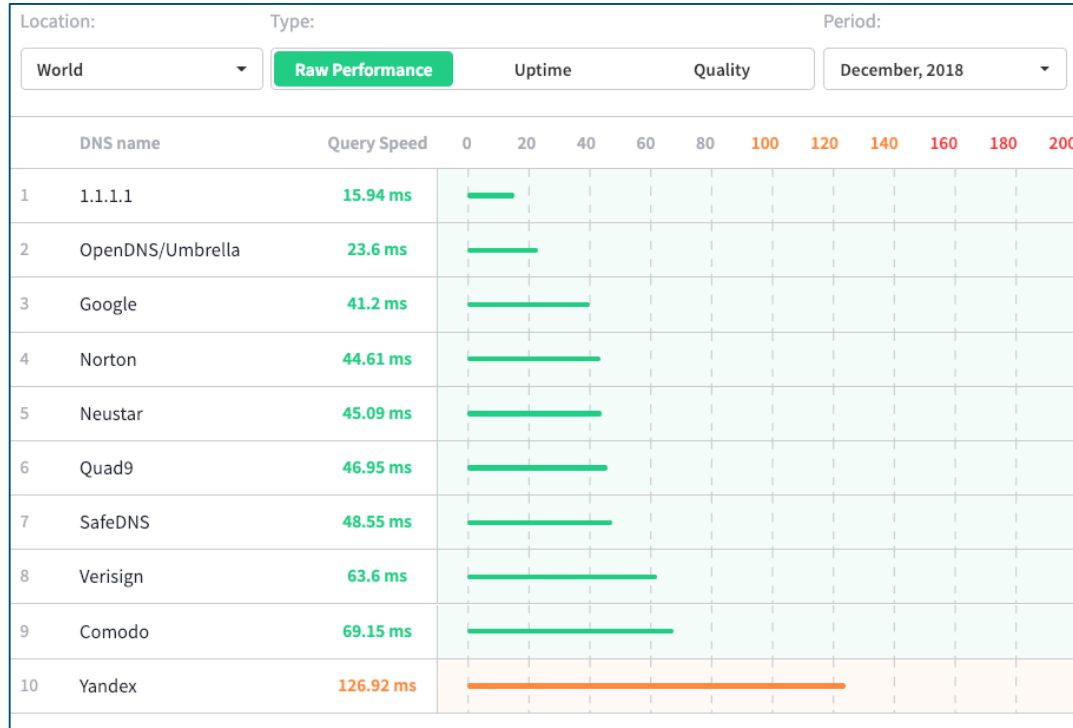 Location: Type: Period:
World Raw Performance Uptime Quality December, 2018
DNS name Query Speed 0 20 40 60 80 100 120 140 160 180 200
1 1.1.1.1 15.94 ms
2 OpenDNS/Umbrella 23.6 ms
3 Google 41.2 ms
4 Norton 44.61 ms
5 Neustar 45.09 ms
6 Quad9 46.95 ms
7 SafeDNS 48.55 ms
8 Verisign 63.6 ms
9 Comodo 69.15 ms
10 Yandex 126.92 ms